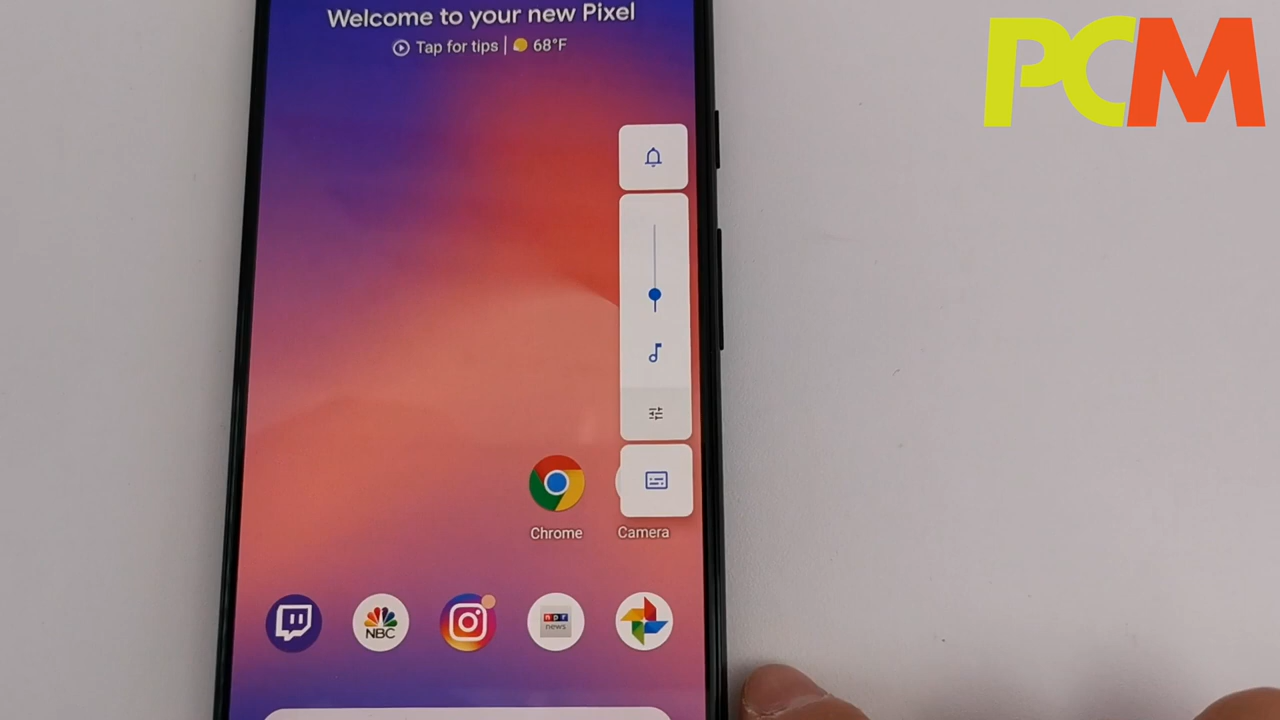 Welcome to your new Pixel
Tap for tips | 68°F
PCM
Chrome
Camera
NBC
npr
news